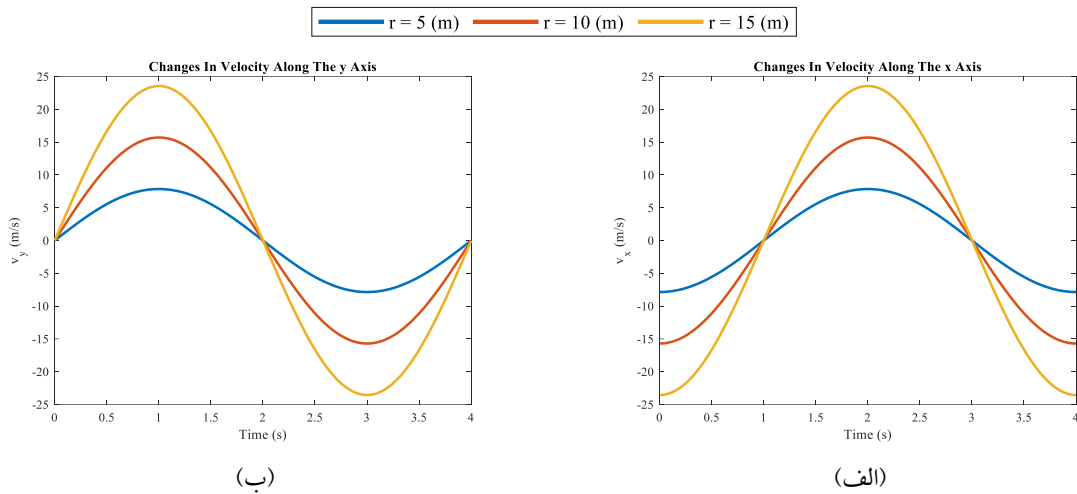 r = 5 (m) r = 10 (m) r = 15 (m)
Changes In Velocity Along The y Axis
25
20
15
10
5
0
-5
-10
-15
-20
-25
v_y (m/s)
0 0.5 1 1.5 2 2.5 3 3.5 4
Time (s)
(ب)
Changes In Velocity Along The x Axis
25
20
15
10
5
0
-5
-10
-15
-20
-25
v_x (m/s)
0 0.5 1 1.5 2 2.5 3 3.5 4
Time (s)
(الف)